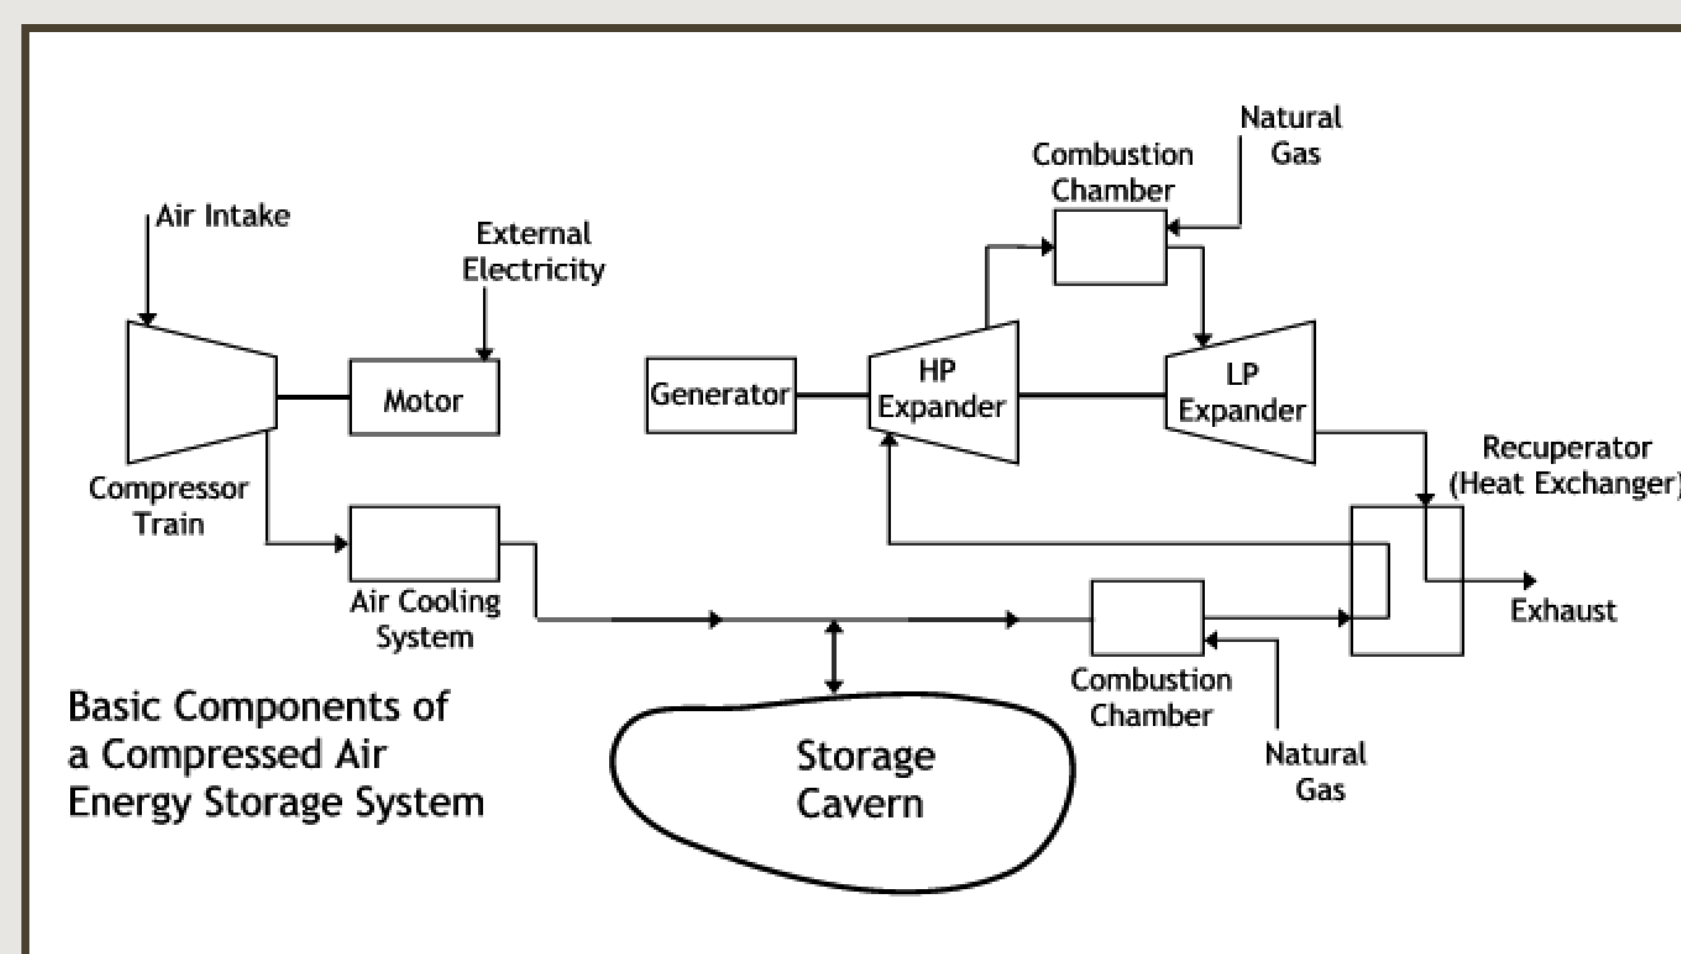 Natural
Gas
Combustion
Chamber
Air Intake
External
Electricity
HP
Expander
LP
Expander
Generator
Motor
Recuperator
(Heat Exchanger)
Compressor
Train
Air Cooling
System
Exhaust
Combustion
Chamber
Natural
Gas
Basic Components of
a Compressed Air
Energy Storage System
Storage
Cavern